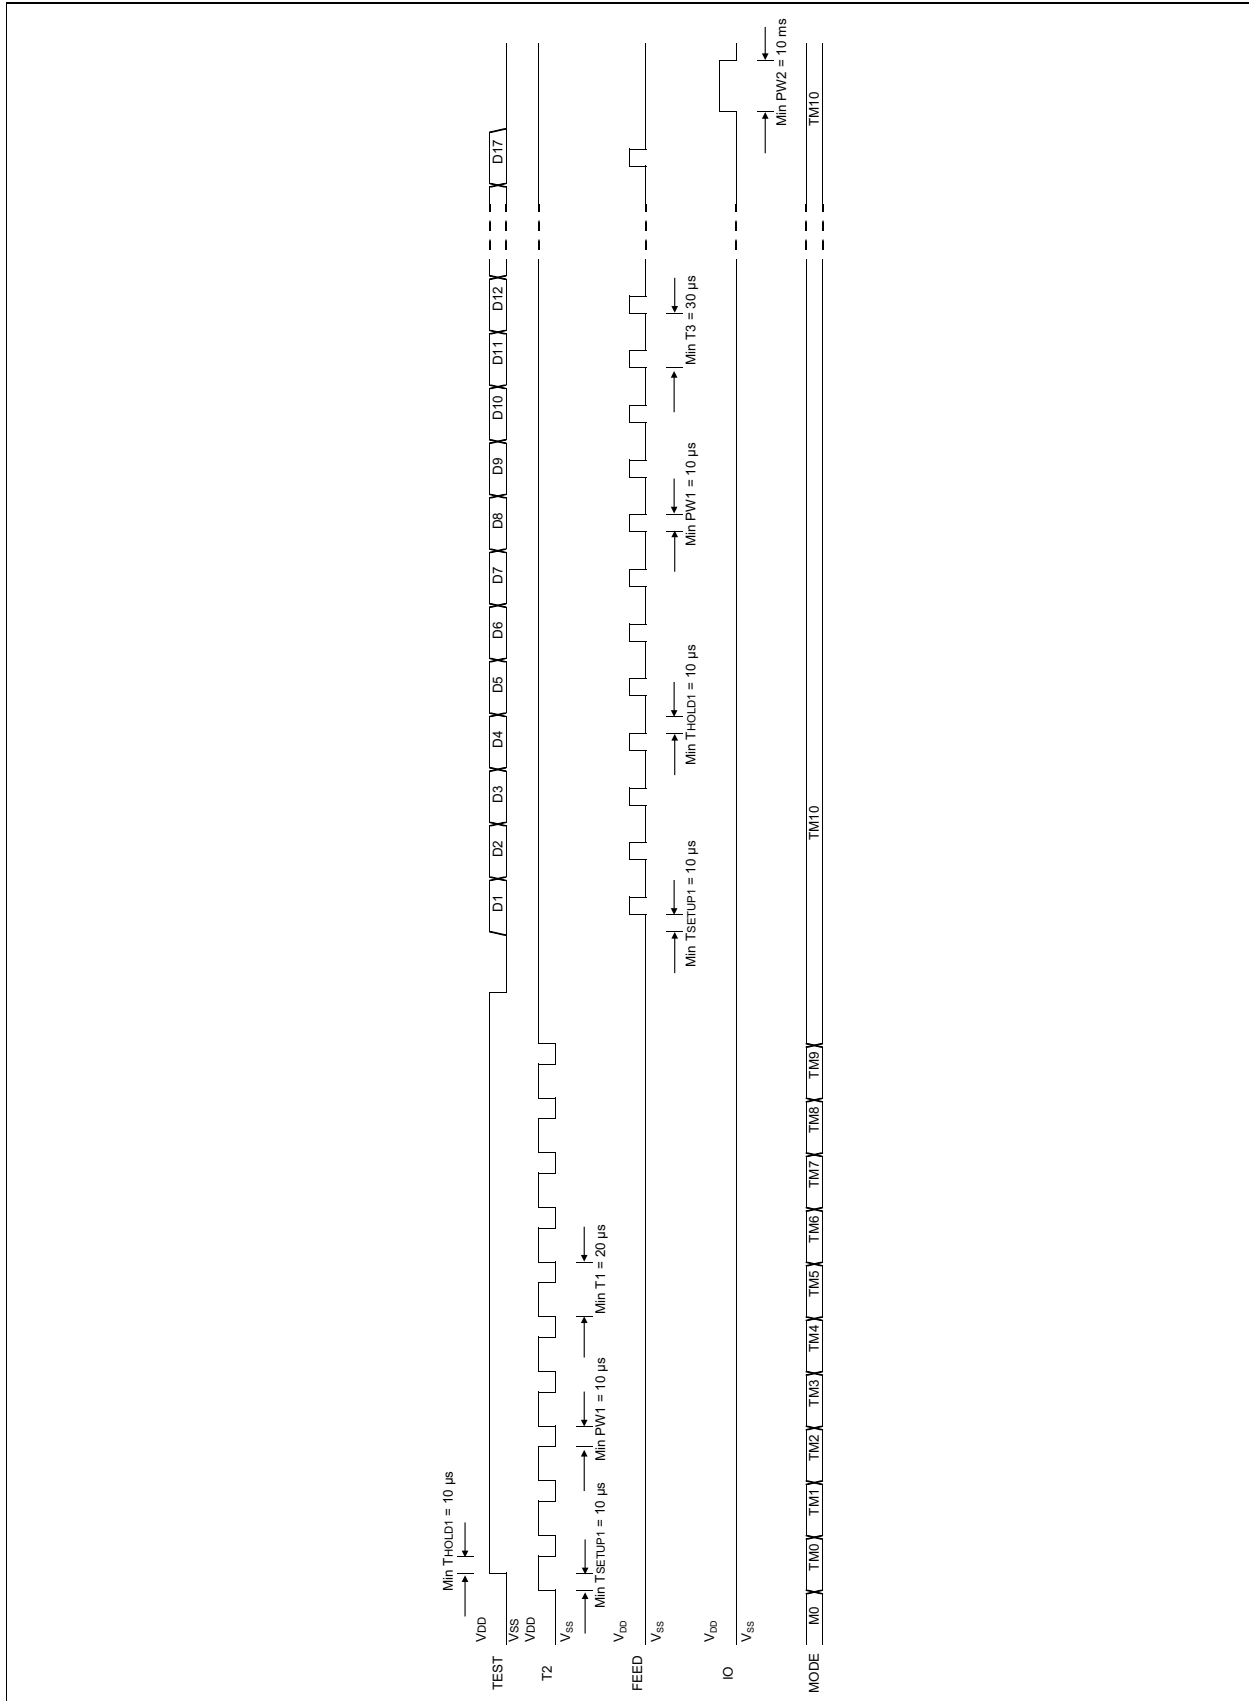 Min THOLD1 = 10 µs
TEST
VDD
VSS
D1
D2
D3
D4
D5
D6
D7
D8
D9
D10
D11
D12
D17
T2
VDD
VSS
Min TSETUP1 = 10 µs
Min PW1 = 10 µs
Min T1 = 20 µs
FEED
VDD
VSS
Min TSETUP1 = 10 µs
Min THOLD1 = 10 µs
Min PW1 = 10 µs
Min T3 = 30 µs
IO
VDD
VSS
Min PW2 = 10 ms
MODE
M0
TM0
TM1
TM2
TM3
TM4
TM5
TM6
TM7
TM8
TM9
TM10
TM10